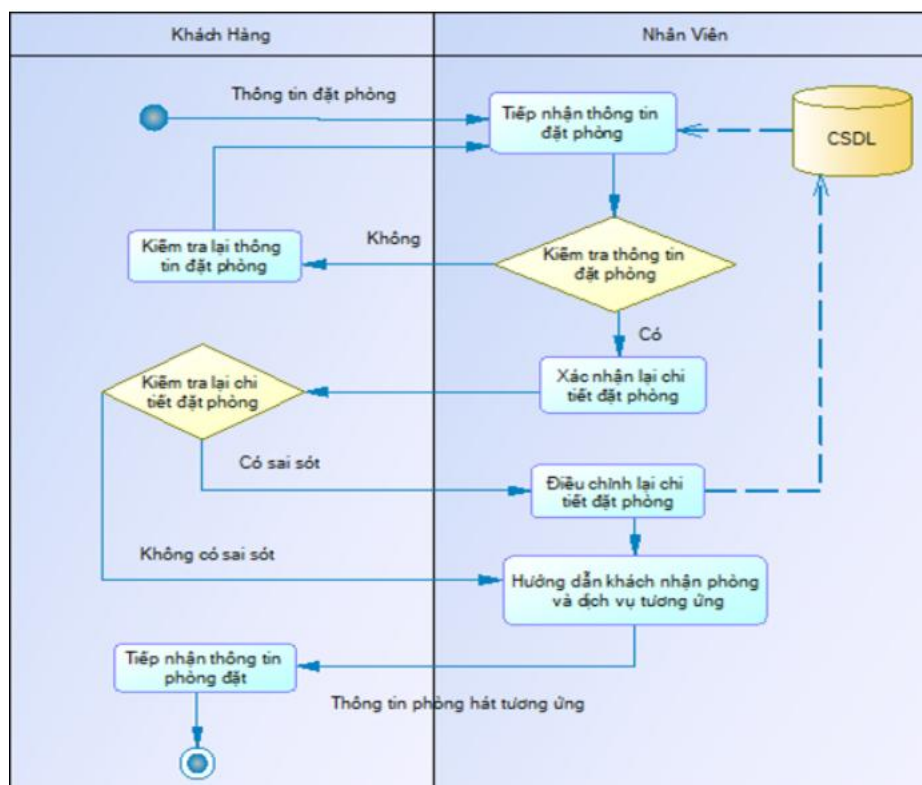 Khách Hàng
Nhân Viên
Thông tin đặt phòng
Tiếp nhận thông tin
đặt phòng
CSDL
Kiểm tra lại thông
tin đặt phòng
Không
Kiểm tra thông tin
đặt phòng
Có
Kiểm tra lại chi
tiết đặt phòng
Xác nhận lại chi
tiết đặt phòng
Có sai sót
Điều chỉnh lại chi
tiết đặt phòng
Không có sai sót
Hướng dẫn khách nhận phòng
và dịch vụ tương ứng
Tiếp nhận thông tin
phòng đặt
Thông tin phòng hát tương ứng